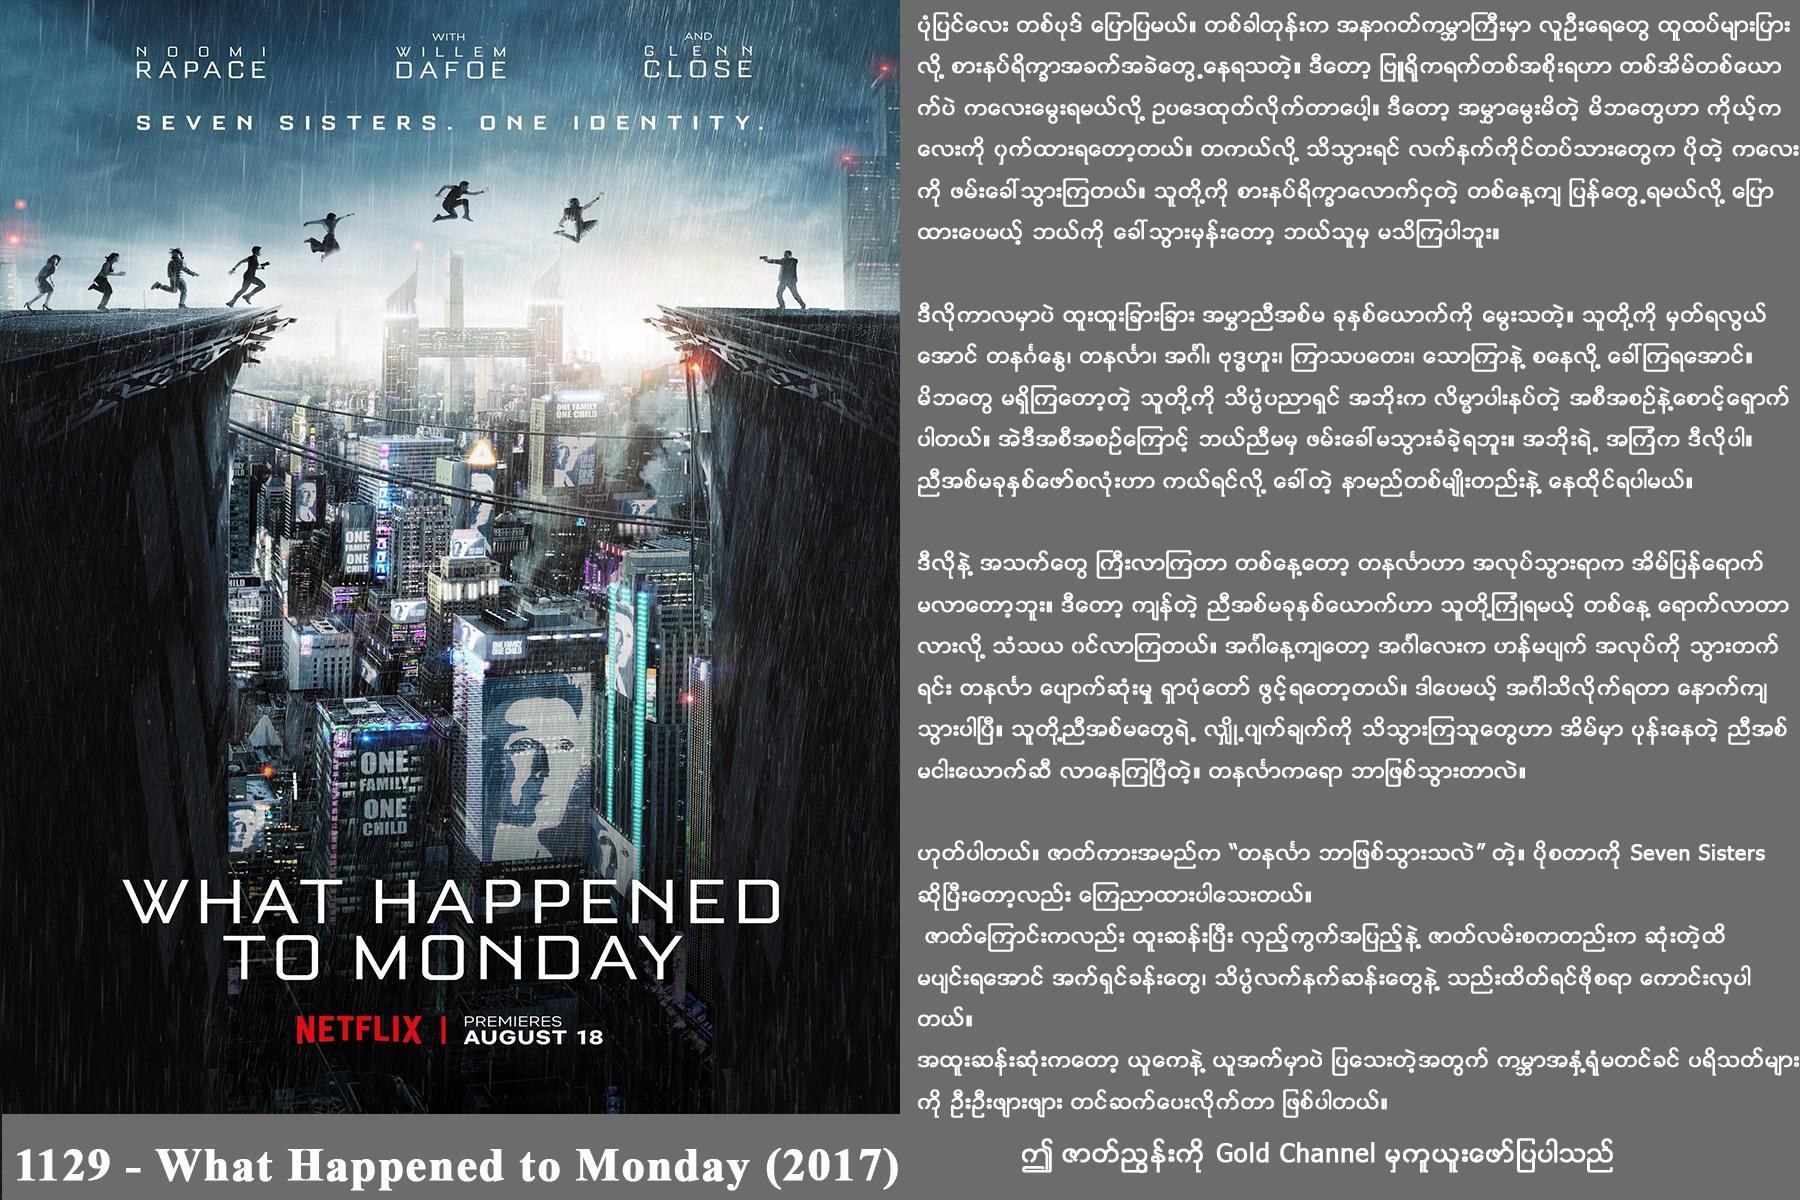 NOOMI
RAPACE
WITH
WILLEM
DAFOE
AND
GLENN
CLOSE
SEVEN SISTERS. ONE IDENTITY.
ONE FAMILY
ONE CHILD
ONE
FAMILY
ONE
CHILD
ONE FAMILY
ONE CHILD
ONE
FAMILY
ONE
CHILD
WHAT HAPPENED
TO MONDAY
NETFLIX | PREMIERES
AUGUST 18
1129 - What Happened to Monday (2017)
ပုံပြင်လေး တစ်ပုဒ် ပြောပြမယ်။ တစ်ခါတုန်းက အနာဂတ်ကမ္ဘာကြီးမှာ လူဦးရေတွေ ထူထပ်များပြား
လို့ စားနပ်ရိက္ခာအခက်အခဲတွေ့နေရသတဲ့။ ဒီတော့ ဗြူရိုကရက်တစ်အစိုးရဟာ တစ်အိမ်တစ်ယော
က်ပဲ ကလေးမွေးရမယ်လို့ ဥပဒေထုတ်လိုက်တာပေါ့။ ဒီတော့ အမွှာမွေးမိတဲ့ မိဘတွေဟာ ကိုယ့်က
လေးကို ဝှက်ထားရတော့တယ်။ တကယ်လို့ သိသွားရင် လက်နက်ကိုင်တပ်သားတွေက ပိုတဲ့ ကလေး
ကို ဖမ်းခေါ်သွားကြတယ်။ သူတို့ကို စားနပ်ရိက္ခာလောက်ငှတဲ့ တစ်နေ့ကျ ပြန်တွေ့ရမယ်လို့ ပြော
ထားပေမယ့် ဘယ်ကို ခေါ်သွားမှန်းတော့ ဘယ်သူမှ မသိကြပါဘူး။
ဒီလိုကာလမှာပဲ ထူးထူးခြားခြား အမွှာညီအစ်မ ခုနှစ်ယောက်ကို မွေးသတဲ့။ သူတို့ကို မှတ်ရလွယ်
အောင် တနင်္ဂနွေ၊ တနင်္လာ၊ အင်္ဂါ၊ ဗုဒ္ဓဟူး၊ ကြာသပတေး၊ သောကြာနဲ့ စနေလို့ ခေါ်ကြရအောင်။
မိဘတွေ မရှိကြတော့တဲ့ သူတို့ကို သိပ္ပံပညာရှင် အဘိုးက လိမ္မာပါးနပ်တဲ့ အစီအစဉ်နဲ့စောင့်ရှောက်
ပါတယ်။ အဲဒီအစီအစဉ်ကြောင့် ဘယ်ညီမမှ ဖမ်းခေါ်မသွားခံခဲ့ရဘူး။ အဘိုးရဲ့ အကြံက ဒီလိုပါ။
ညီအစ်မခုနှစ်ဖော်စလုံးဟာ ကယ်ရင်လို့ ခေါ်တဲ့ နာမည်တစ်မျိုးတည်းနဲ့ နေထိုင်ရပါမယ်။
ဒီလိုနဲ့ အသက်တွေ ကြီးလာကြတာ တစ်နေ့တော့ တနင်္လာဟာ အလုပ်သွားရာက အိမ်ပြန်ရောက်
မလာတော့ဘူး။ ဒီတော့ ကျန်တဲ့ ညီအစ်မခုနှစ်ယောက်ဟာ သူတို့ကြုံရမယ့် တစ်နေ့ ရောက်လာတာ
လားလို့ သံသယ ဂင်လာကြတယ်။ အင်္ဂါနေ့ကျတော့ အင်္ဂါလေးက ဟန်မပျက် အလုပ်ကို သွားတက်
ရင်း တနင်္လာ ပျောက်ဆုံးမှု ရှာပုံတော် ဖွင့်ရတော့တယ်။ ဒါပေမယ့် အင်္ဂါသိလိုက်ရတာ နောက်ကျ
သွားပါပြီ။ သူတို့ညီအစ်မတွေရဲ့ လျှို့ပျက်ချက်ကို သိသွားကြသူတွေဟာ အိမ်မှာ ပုန်းနေတဲ့ ညီအစ်
မငါးယောက်ဆီ လာနေကြပြီတဲ့။ တနင်္လာကရော ဘာဖြစ်သွားတာလဲ။
ဟုတ်ပါတယ်။ ဇာတ်ကားအမည်က “တနင်္လာ ဘာဖြစ်သွားသလဲ” တဲ့။ ပိုစတာကို Seven Sisters
ဆိုပြီးတော့လည်း ကြေညာထားပါသေးတယ်။
ဇာတ်ကြောင်းကလည်း ထူးဆန်းပြီး လှည့်ကွက်အပြည့်နဲ့ ဇာတ်လမ်းစကတည်းက ဆုံးတဲ့ထိ
မပျင်းရအောင် အက်ရှင်ခန်းတွေ၊ သိပ္ပံလက်နက်ဆန်းတွေနဲ့ သည်းထိတ်ရင်ဖိုစရာ ကောင်းလှပါ
တယ်။
အထူးဆန်းဆုံးကတော့ ယူကေနဲ့ ယူအက်မှာပဲ ပြသေးတဲ့အတွက် ကမ္ဘာအနှံ့ရုံမတင်ခင် ပရိသတ်များ
ကို ဦးဦးဖျားဖျား တင်ဆက်ပေးလိုက်တာ ဖြစ်ပါတယ်။
ဤ ဇာတ်ညွှန်းကို Gold Channel မှကူယူးဖော်ပြပါသည်